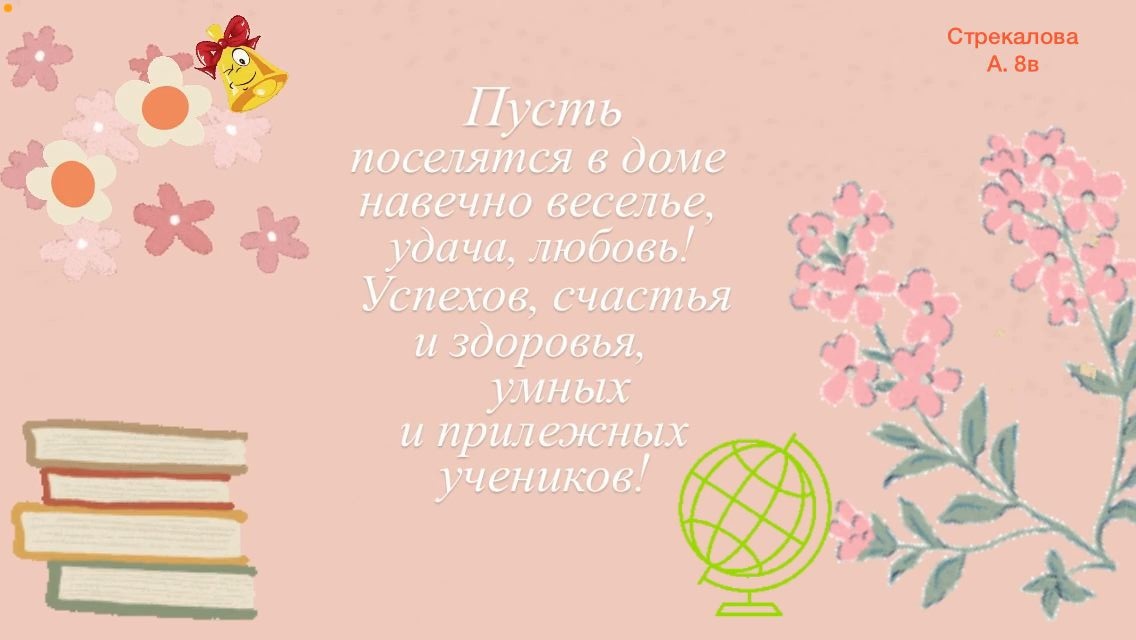 Стрекалова
А. 8в
Пусть
поселятся в доме
навечно веселье,
удача, любовь!
Успехов, счастья
и здоровья,
умных
и прилежных
учеников!